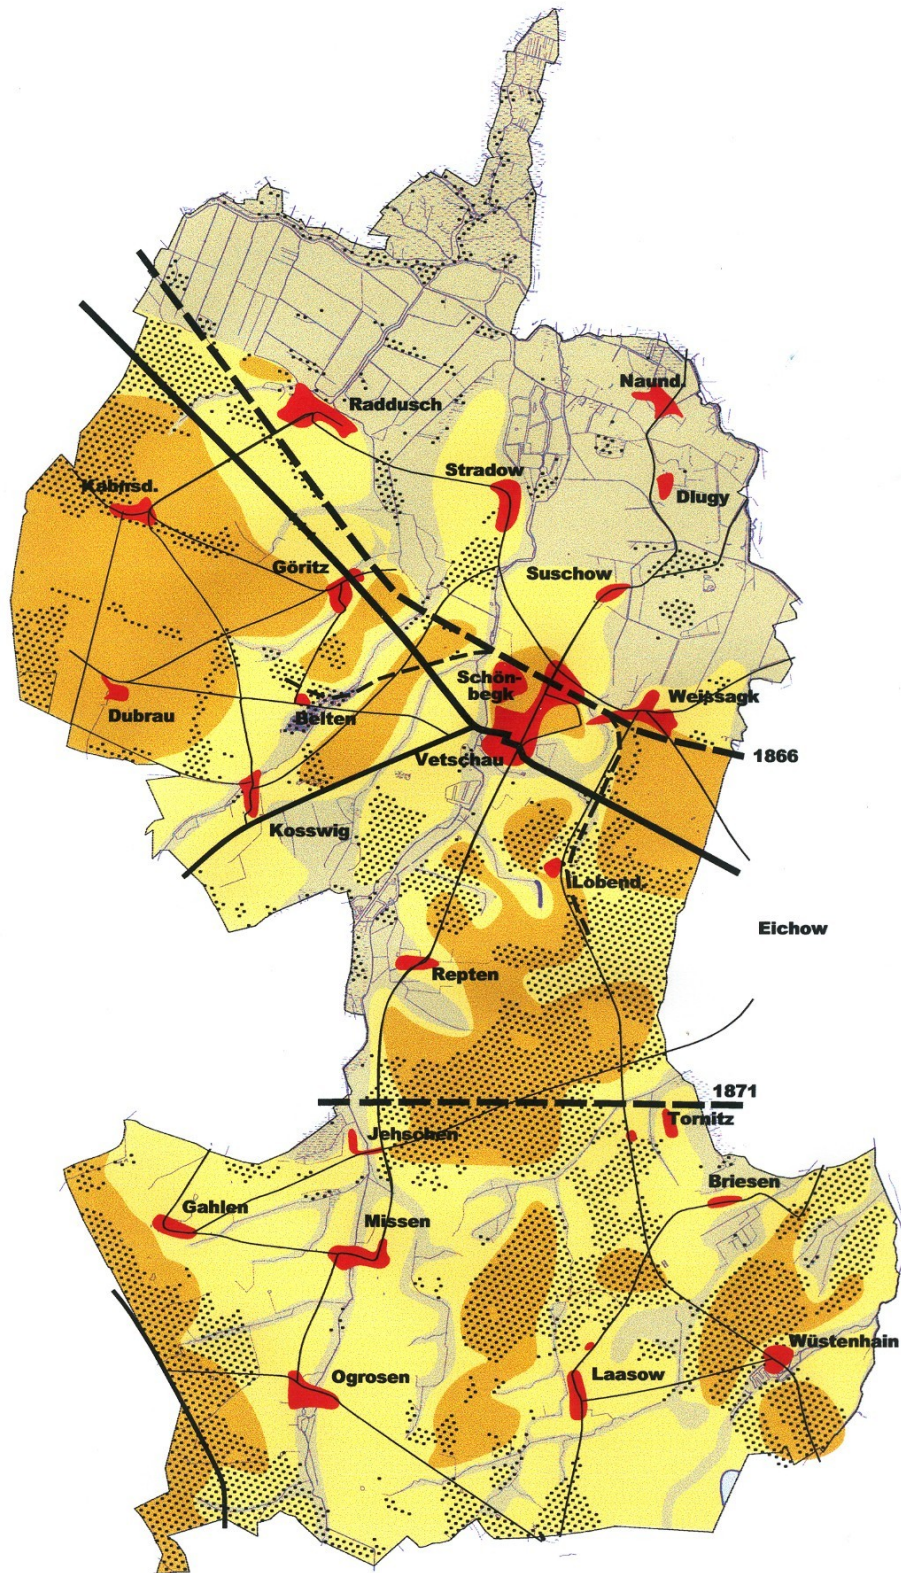 Naund.
Raddusch
Stradow
Kahnsd.
Dlugy
Göritz
Suschow
Schön-
begk
Weissagk
Dubrau
Belten
Vetschau
1866
Kosswig
Lobend.
Eichow
Repten
1871
Tornitz
Jehschen
Briesen
Gahlen
Missen
Wüstenhain
Ogrosen
Laasow